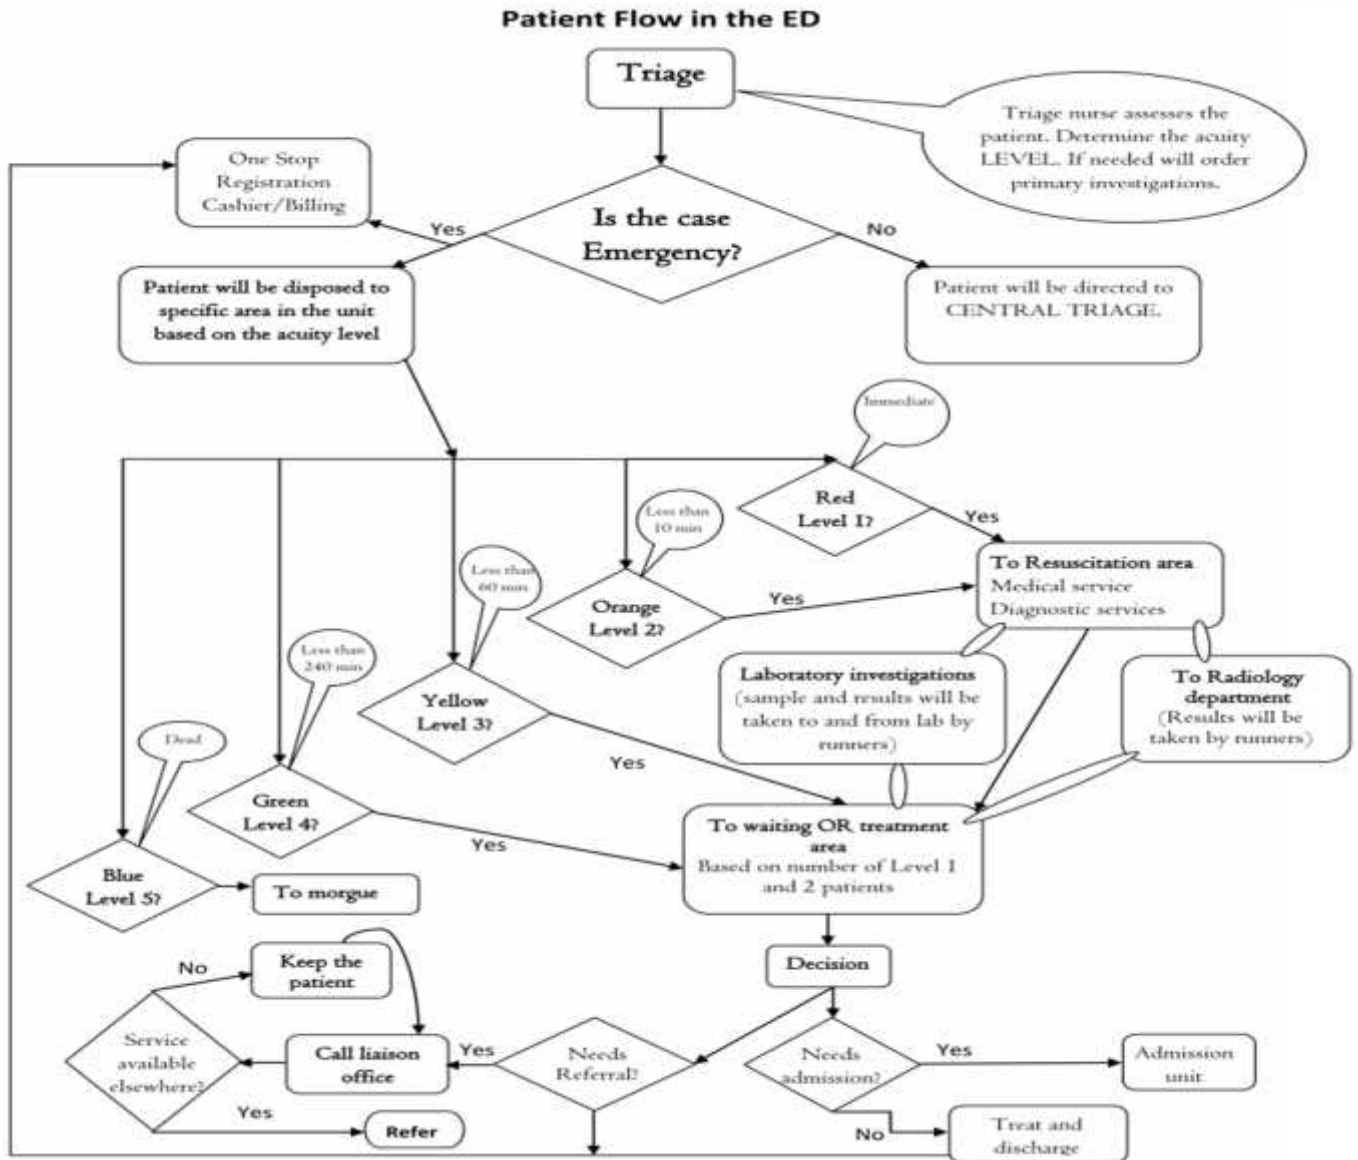 Patient Flow in the ED
Triage
Triage nurse assesses the
patient. Determine the acuity
LEVEL. If needed will order
primary investigations.
One Stop
Registration
Cashier/Billing
Yes
Is the case
Emergency?
No
Patient will be disposed to
specific area in the unit
based on the acuity level
Patient will be directed to
CENTRAL TRIAGE.
Immediate
Red
Level 1?
Yes
Less than
10 min
Orange
Level 2?
Yes
To Resuscitation area
Medical service
Diagnostic services
Less than
60 min
Yellow
Level 3?
Yes
Laboratory investigations
(sample and results will be
taken to and from lab by
runners)
To Radiology
department
(Results will be
taken by runners)
Less than
240 min
Green
Level 4?
Yes
Dead
Blue
Level 5?
To morgue
To waiting OR treatment
area
Based on number of Level 1
and 2 patients
Decision
No
Keep the
patient
Service
available
elsewhere?
Call liaison
office
Yes
Needs
Referral?
Needs
admission?
Yes
Admission
unit
Yes
Refer
No
Treat and
discharge